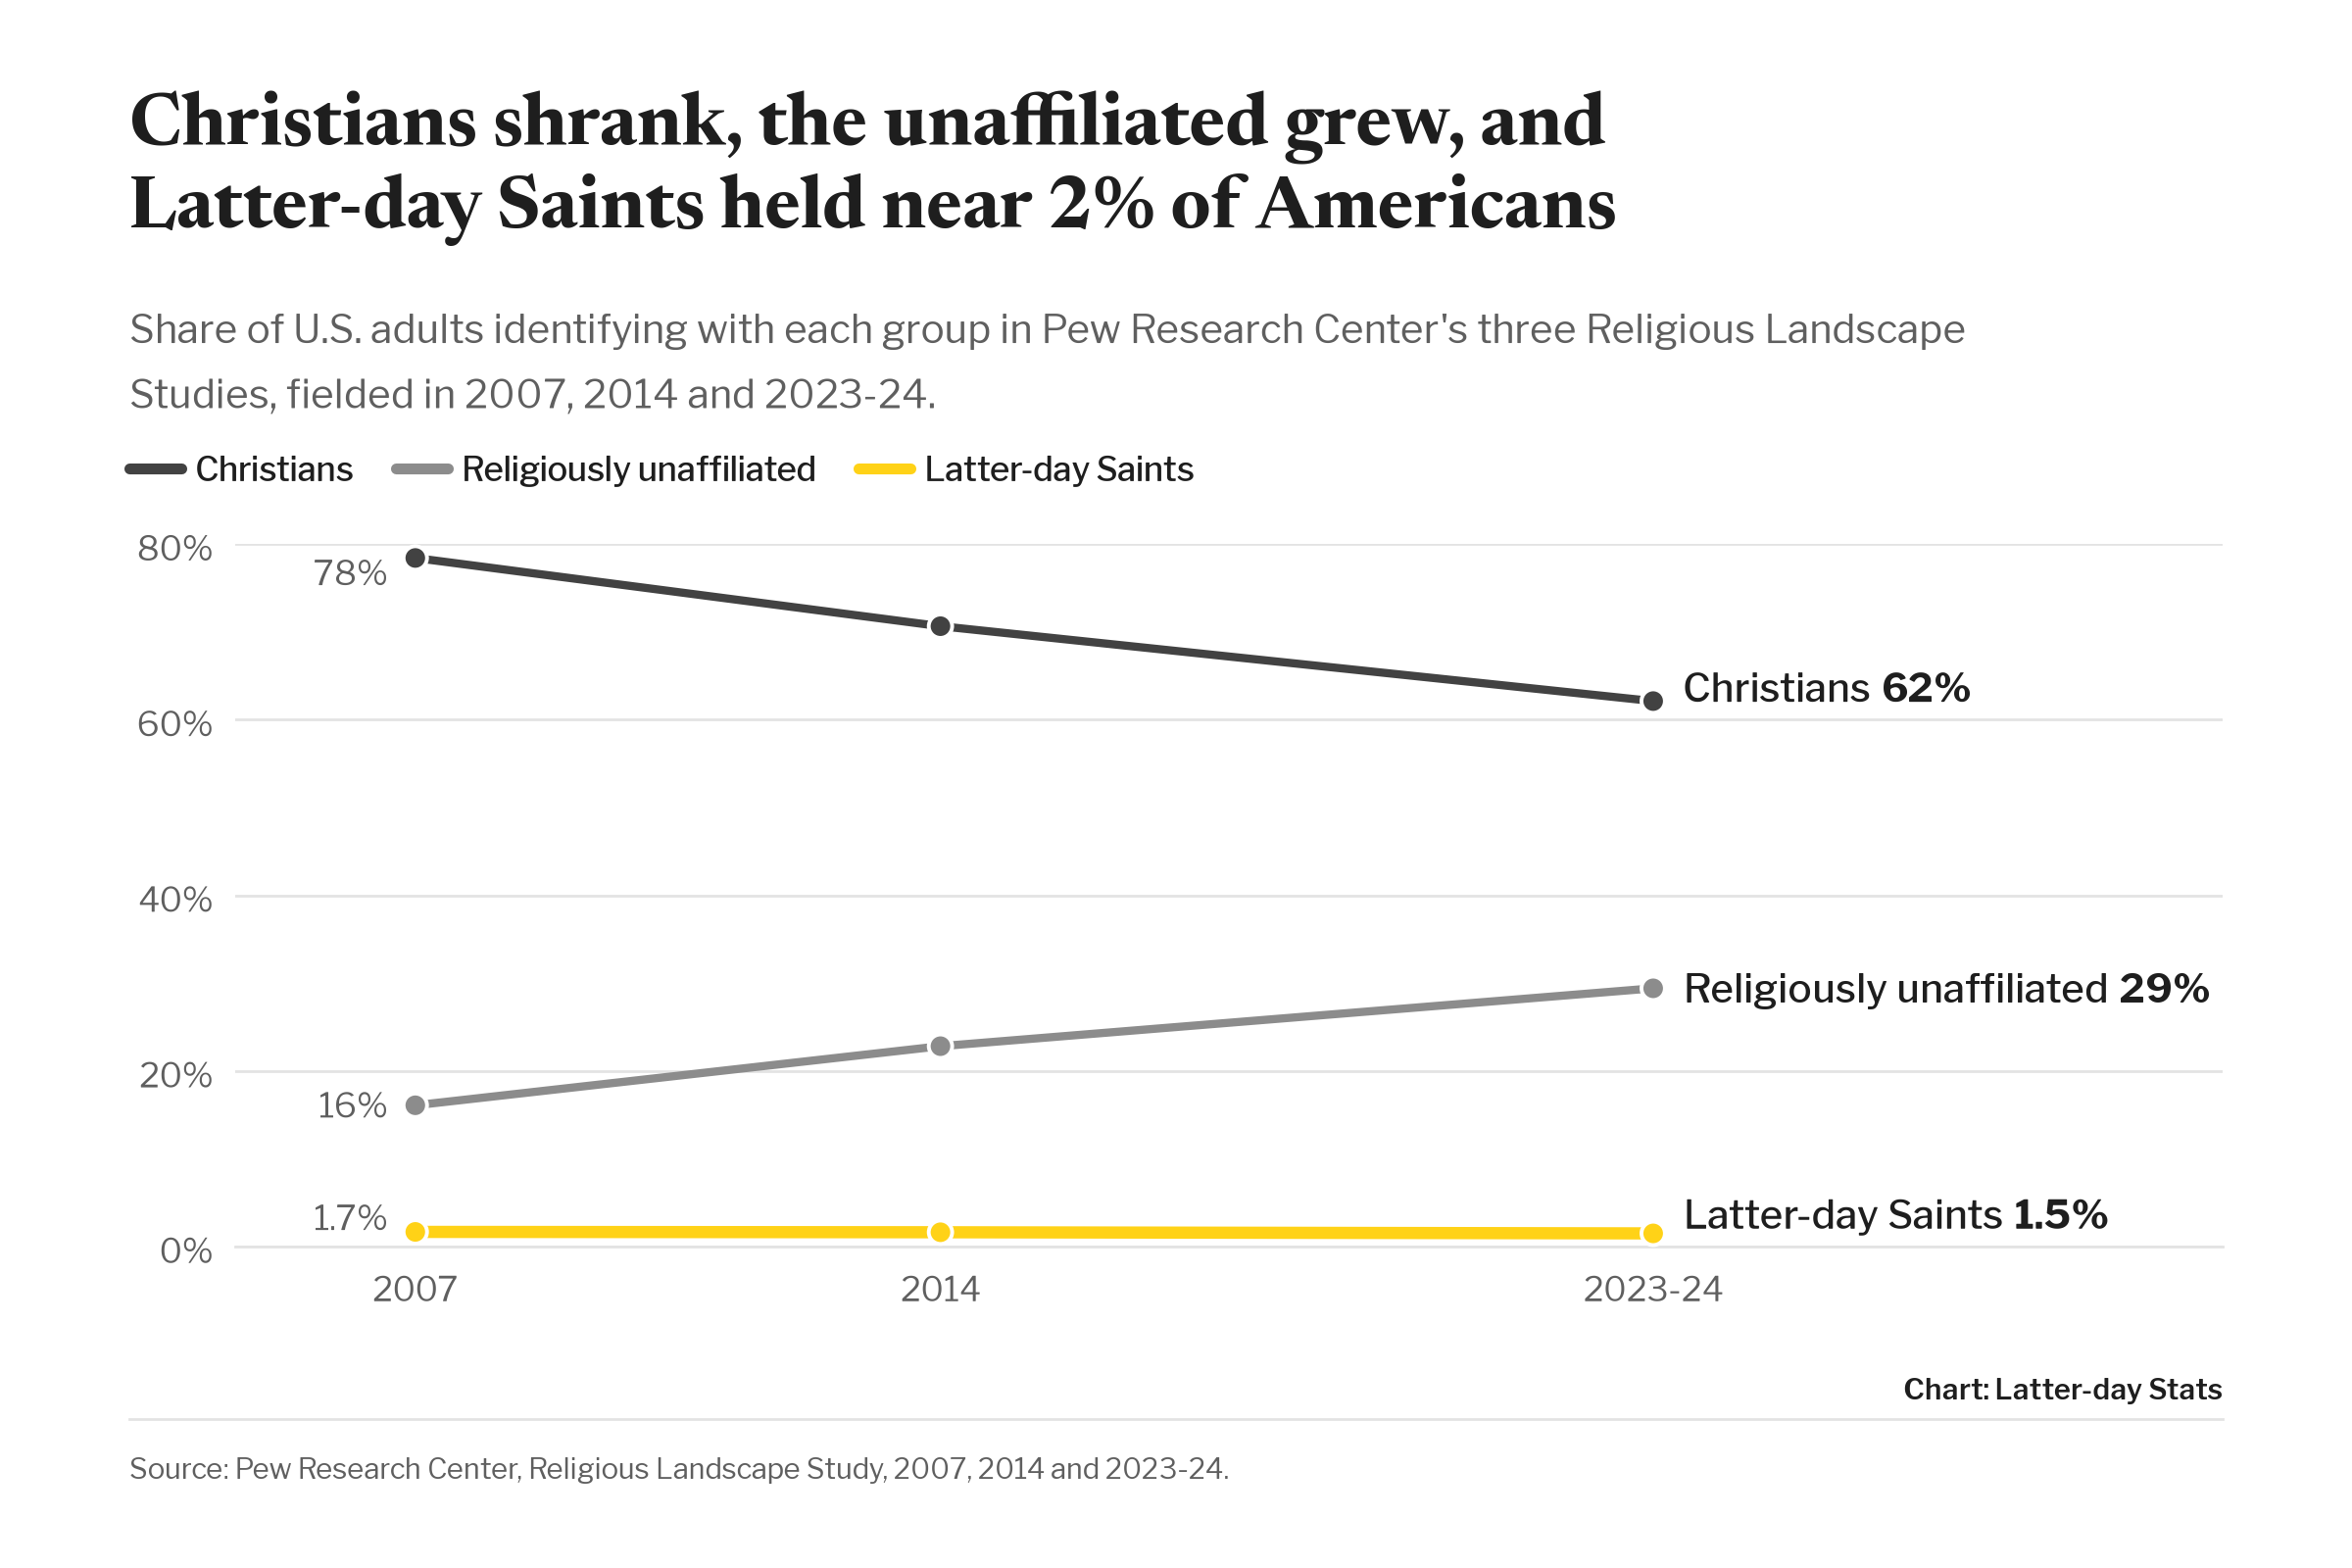 Christians shrank, the unaffiliated grew, and
Latter-day Saints held near 2% of Americans
Share of U.S. adults identifying with each group in Pew Research Center's three Religious Landscape
Studies, fielded in 2007, 2014 and 2023-24.
Christians Religiously unaffiliated Latter-day Saints
80%
78%
Christians 62%
60%
40%
Religiously unaffiliated 29%
20%
16%
1.7%
Latter-day Saints 1.5%
0%
2007 2014 2023-24
Chart: Latter-day Stats
Source: Pew Research Center, Religious Landscape Study, 2007, 2014 and 2023-24.